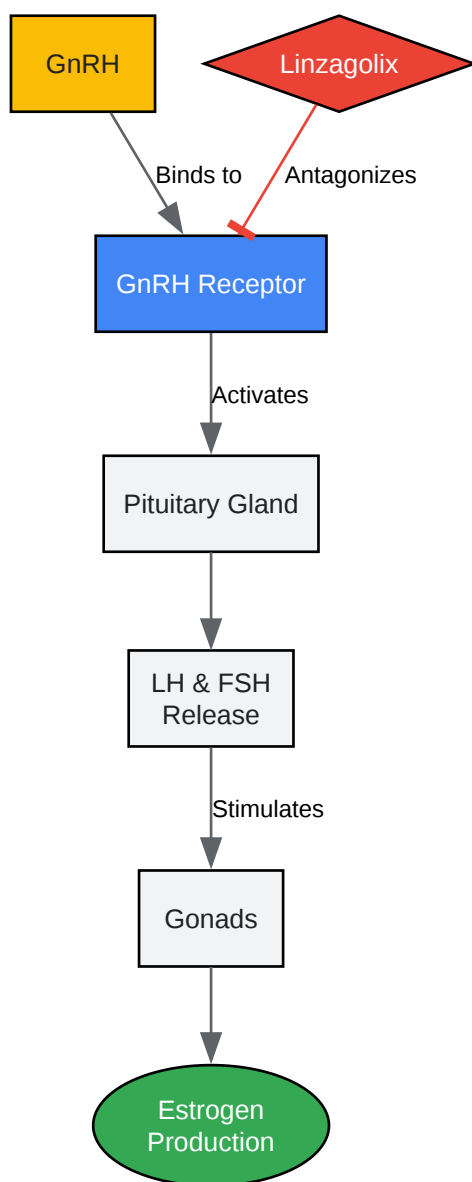 GnRH
Linzagolix
Binds to
Antagonizes
GnRH Receptor
Activates
Pituitary Gland
LH & FSH
Release
Stimulates
Gonads
Estrogen
Production